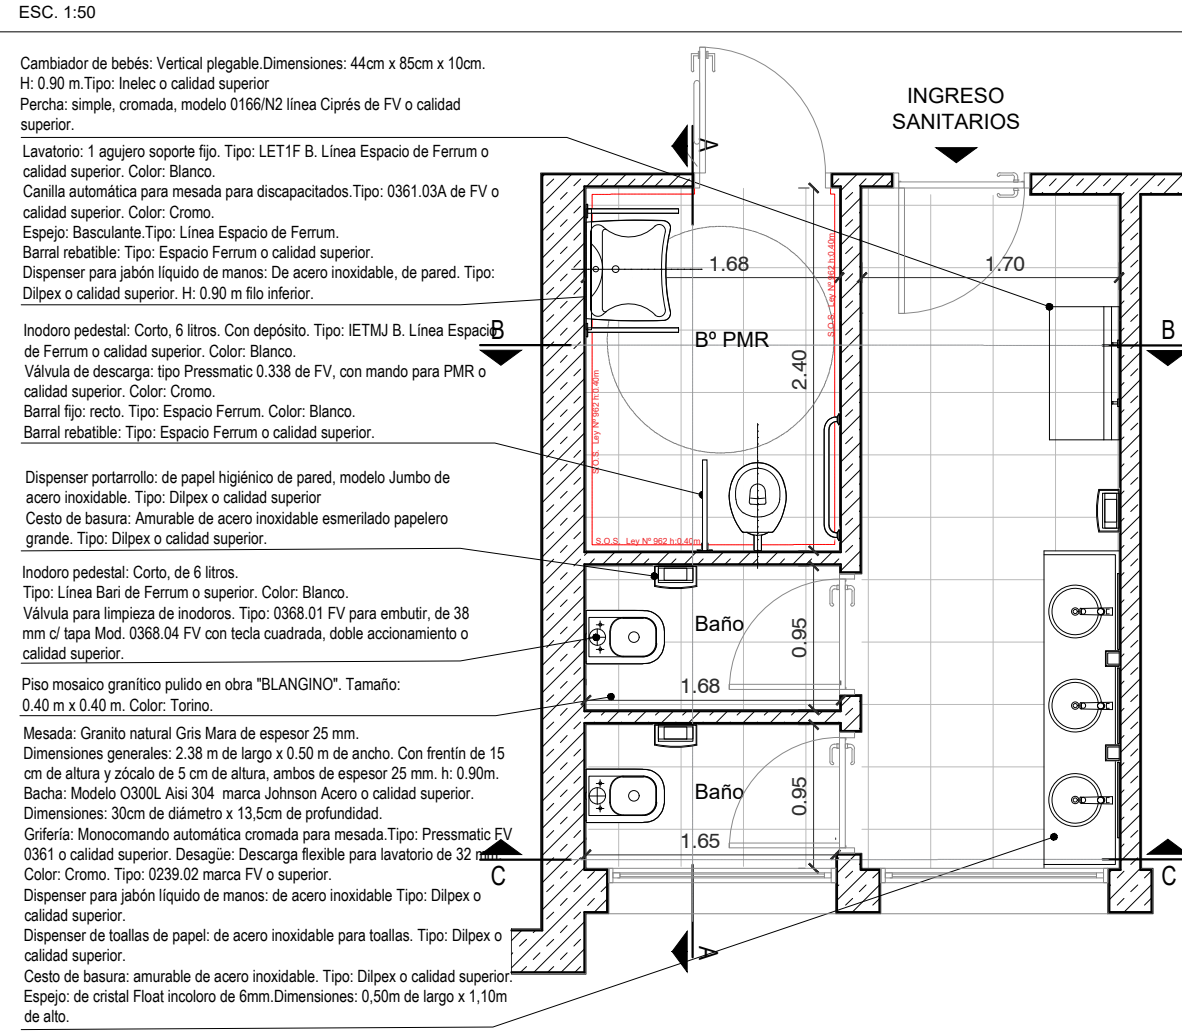 ESC. 1:50
Cambiador de bebés: Vertical plegable.Dimensiones: 44cm x 85cm x 10cm.
H: 0.90 m.Tipo: Inelec o calidad superior
Percha: simple, cromada, modelo 0166/N2 línea Ciprés de FV o calidad
superior.
Lavatorio: 1 agujero soporte fijo. Tipo: LET1F B. Línea Espacio de Ferrum o
calidad superior. Color: Blanco.
Canilla automática para mesada para discapacitados.Tipo: 0361.03A de FV o
calidad superior. Color: Cromo.
Espejo: Basculante.Tipo: Línea Espacio de Ferrum.
Barral rebatible: Tipo: Espacio Ferrum o calidad superior.
Dispenser para jabón líquido de manos: De acero inoxidable, de pared. Tipo:
Dilpex o calidad superior. H: 0.90 m filo inferior.
Inodoro pedestal: Corto, 6 litros. Con depósito. Tipo: IETMJ B. Línea Espacio
de Ferrum o calidad superior. Color: Blanco.
Válvula de descarga: tipo Pressmatic 0.338 de FV, con mando para PMR o
calidad superior. Color: Cromo.
Barral fijo: recto. Tipo: Espacio Ferrum. Color: Blanco.
Barral rebatible: Tipo: Espacio Ferrum o calidad superior.
Dispenser portarrollo: de papel higiénico de pared, modelo Jumbo de
acero inoxidable. Tipo: Dilpex o calidad superior
Cesto de basura: Amurable de acero inoxidable esmerilado papelero
grande. Tipo: Dilpex o calidad superior.
Inodoro pedestal: Corto, de 6 litros.
Tipo: Línea Bari de Ferrum o superior. Color: Blanco.
Válvula para limpieza de inodoros. Tipo: 0368.01 FV para embutir, de 38
mm c/ tapa Mod. 0368.04 FV con tecla cuadrada, doble accionamiento o
calidad superior.
Piso mosaico granítico pulido en obra "BLANGINO". Tamaño:
0.40 m x 0.40 m. Color: Torino.
Mesada: Granito natural Gris Mara de espesor 25 mm.
Dimensiones generales: 2.38 m de largo x 0.50 m de ancho. Con frentín de 15
cm de altura y zócalo de 5 cm de altura, ambos de espesor 25 mm. h: 0.90m.
Bacha: Modelo O300L Aisi 304 marca Johnson Acero o calidad superior.
Dimensiones: 30cm de diámetro x 13,5cm de profundidad.
Grifería: Monocomando automática cromada para mesada.Tipo: Pressmatic FV
0361 o calidad superior. Desagüe: Descarga flexible para lavatorio de 32 mm.
Color: Cromo. Tipo: 0239.02 marca FV o superior.
Dispenser para jabón líquido de manos: de acero inoxidable Tipo: Dilpex o
calidad superior.
Dispenser de toallas de papel: de acero inoxidable para toallas. Tipo: Dilpex o
calidad superior.
Cesto de basura: amurable de acero inoxidable. Tipo: Dilpex o calidad superior.
Espejo: de cristal Float incoloro de 6mm.Dimensiones: 0,50m de largo x 1,10m
de alto.
INGRESO
SANITARIOS
A
1.68
1.70
S.O.S. Ley Nº 962 h:0.40m
B
Bº PMR
B
2.40
S.O.S. Ley Nº 962 h:0.40m
S.O.S. Ley Nº 962 h:0.40m
Baño
0.95
1.68
Baño
0.95
1.65
C
C
A